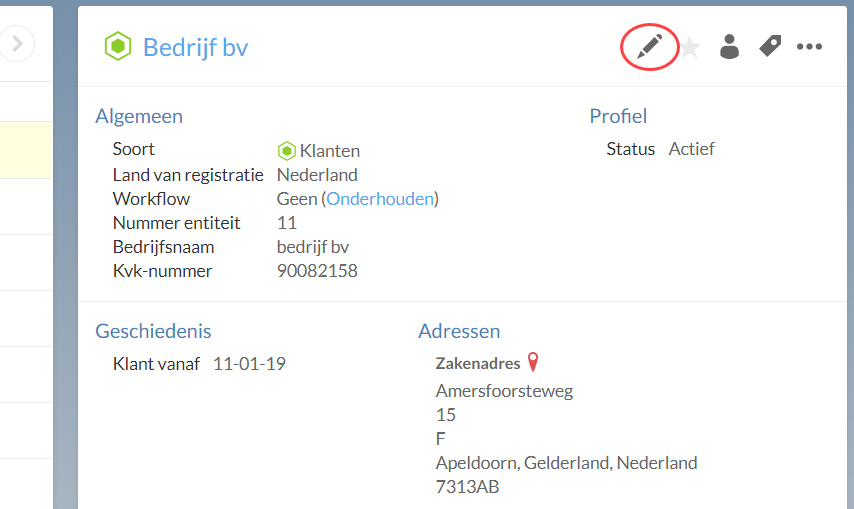 Bedrijf bv
Algemeen
Soort Klanten
Land van registratie Nederland
Workflow Geen (Onderhouden)
Nummer entiteit 11
Bedrijfsnaam bedrijf bv
Kvk-nummer 90082158
Profiel
Status Actief
Geschiedenis
Klant vanaf 11-01-19
Adressen
Zakenadres
Amersfoorsteweg
15
F
Apeldoorn, Gelderland, Nederland
7313AB